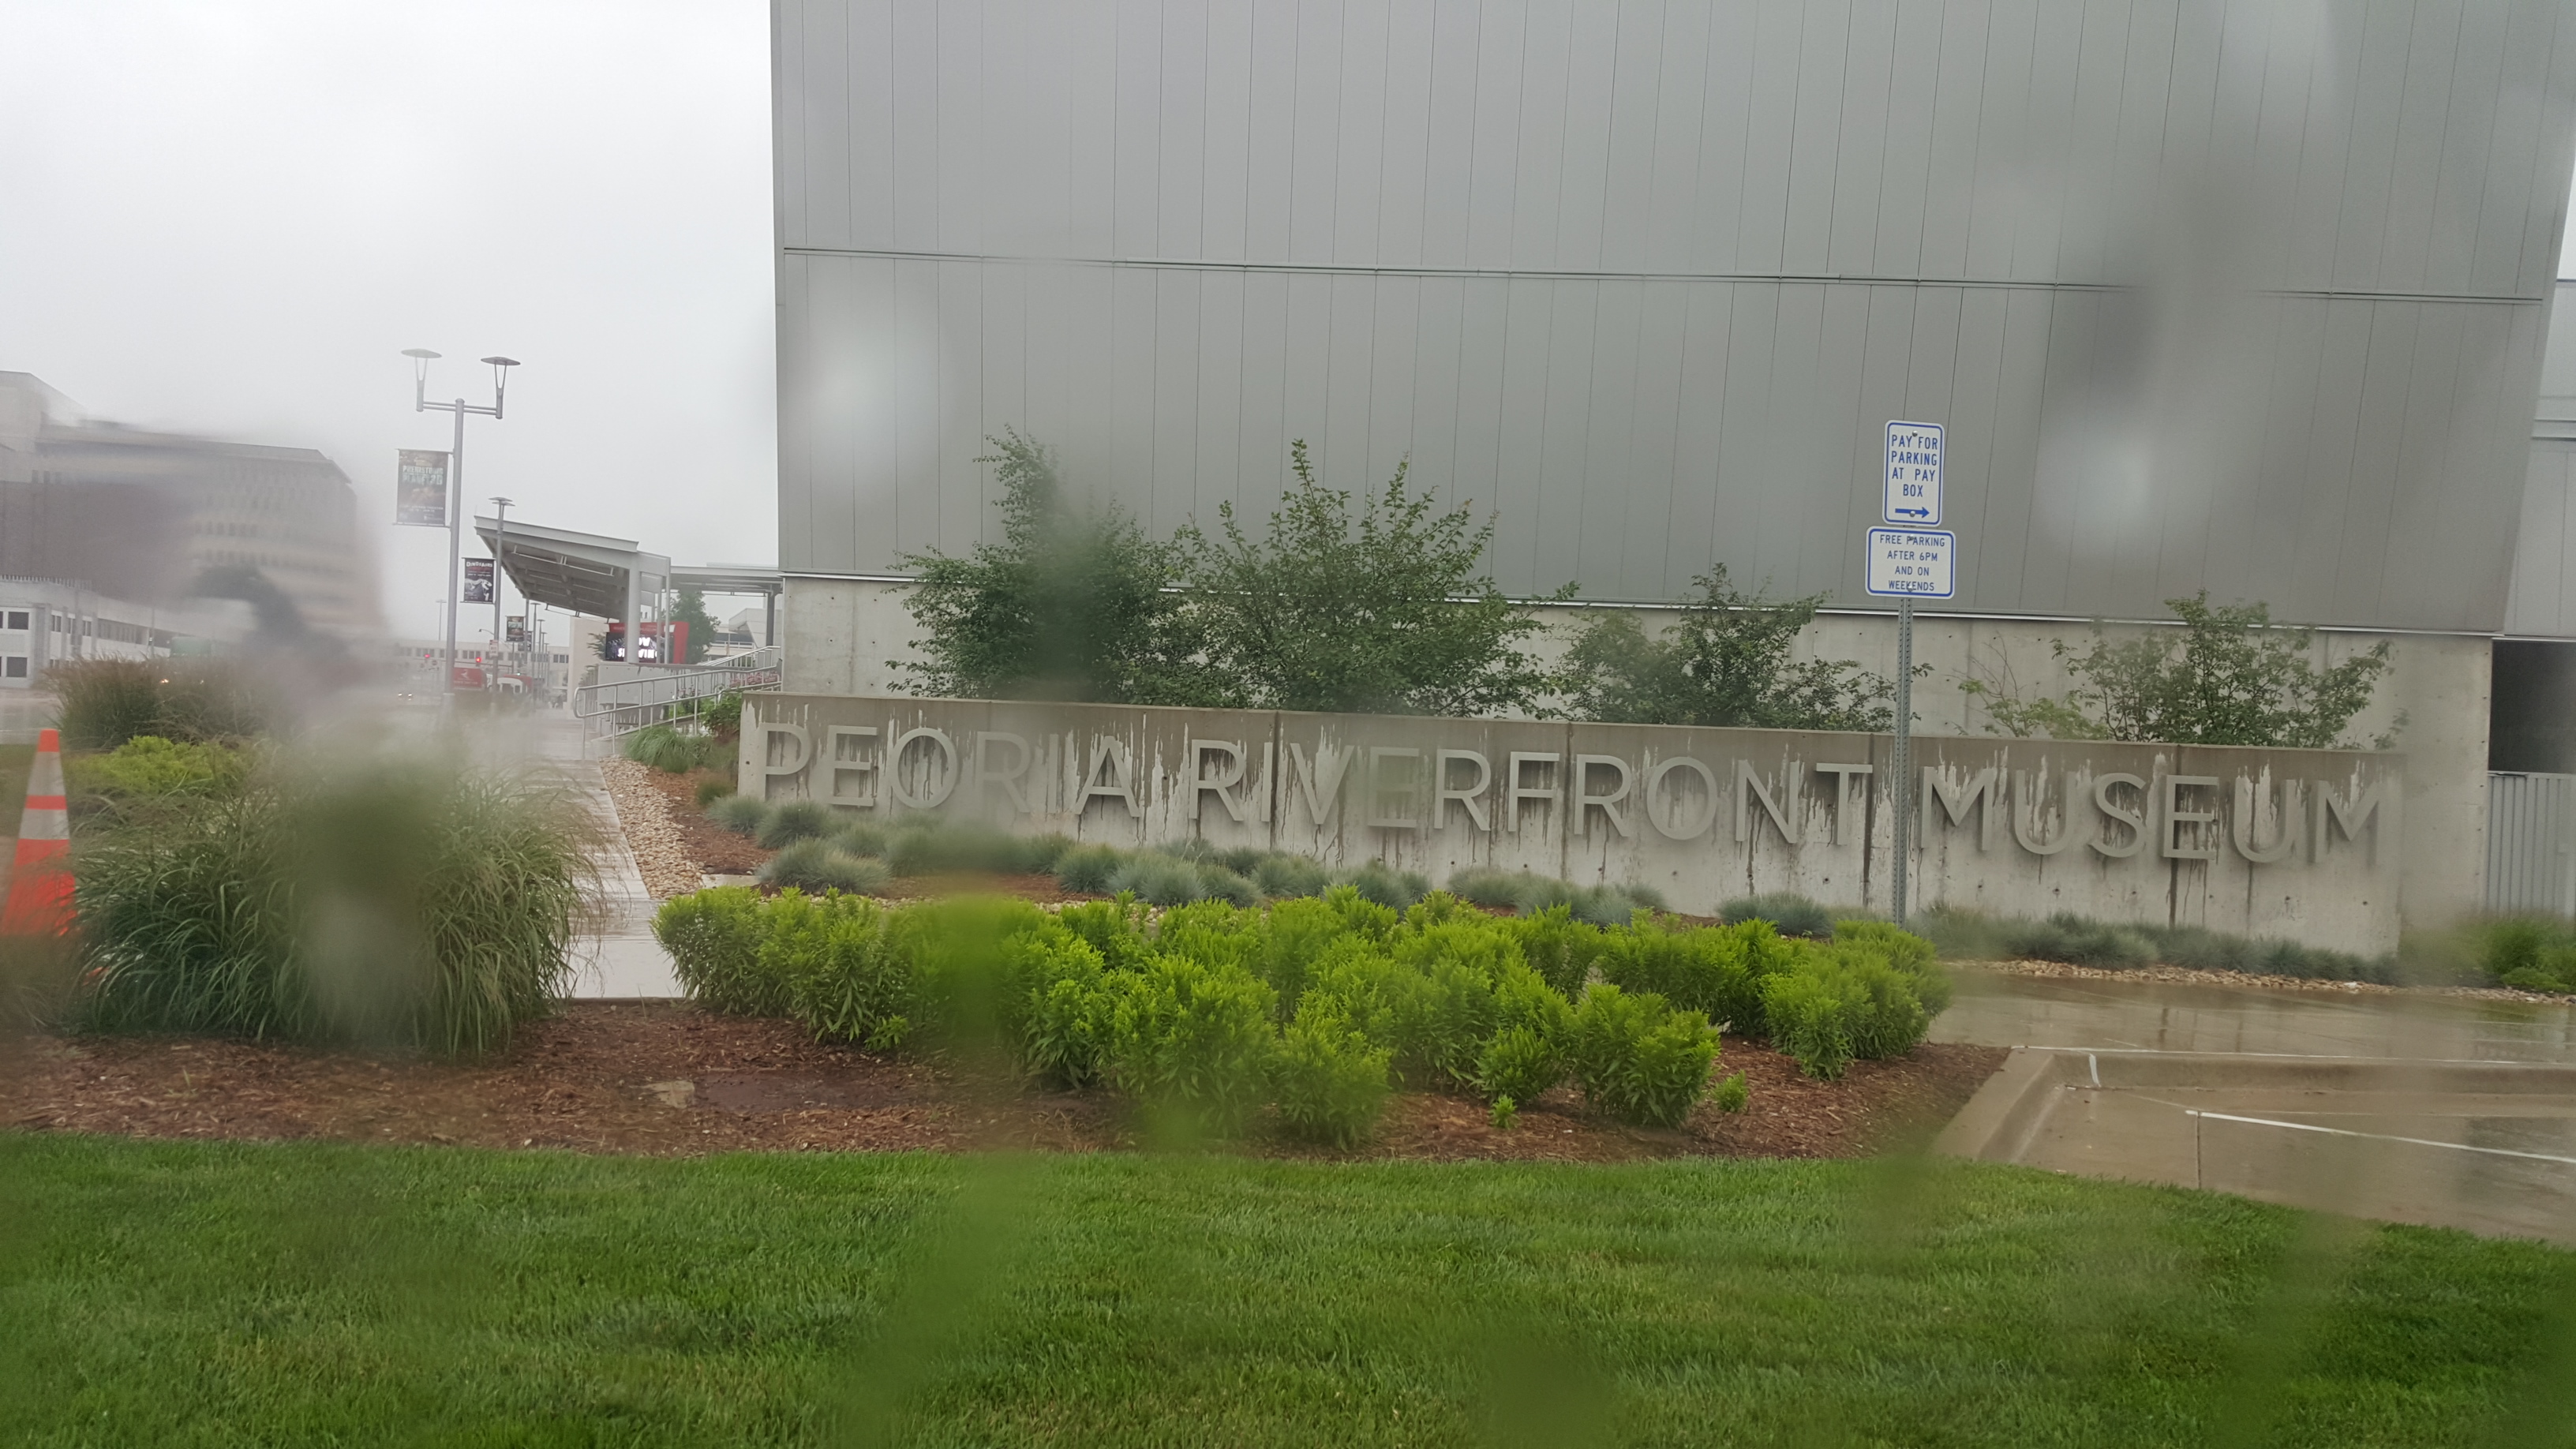 PAY FOR
PARKING
AT PAY
BOX
FREE PARKING
AFTER 6PM
AND ON
WEEKENDS
PEORIA RIVERFRONT MUSEUM